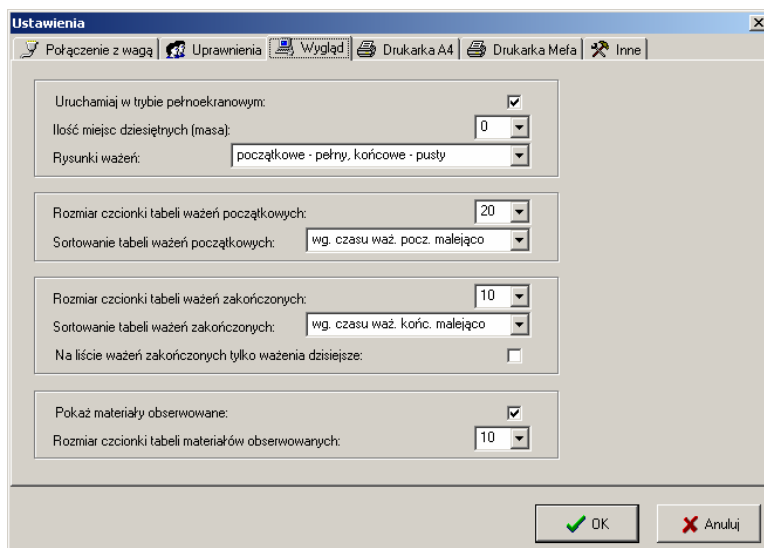 Ustawienia
Połączenie z wagą Uprawnienia Wygląd Drukarka A4 Drukarka Mefa Inne
Uruchamiaj w trybie pełnoekranowym:
Ilość miejsc dziesiętnych (masa): 0
Rysunki ważeń: początkowe - pełny, końcowe - pusty
Rozmiar czcionki tabeli ważeń początkowych: 20
Sortowanie tabeli ważeń początkowych: wg. czasu waż. pocz. malejąco
Rozmiar czcionki tabeli ważeń zakończonych: 10
Sortowanie tabeli ważeń zakończonych: wg. czasu waż. końc. malejąco
Na liście ważeń zakończonych tylko ważenia dzisiejsze:
Pokaż materiały obserwowane:
Rozmiar czcionki tabeli materiałów obserwowanych: 10
OK Anuluj